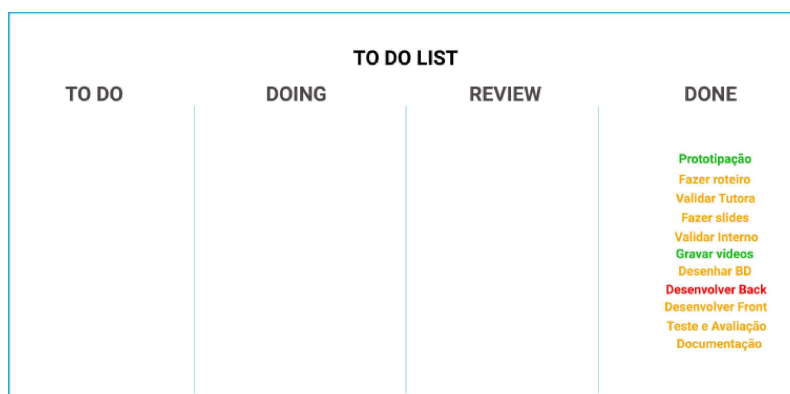 TO DO LIST
TO DO
DOING
REVIEW
DONE
Prototipação
Fazer roteiro
Validar Tutora
Fazer slides
Validar Interno
Gravar videos
Desenhar BD
Desenvolver Back
Desenvolver Front
Teste e Avaliação
Documentação